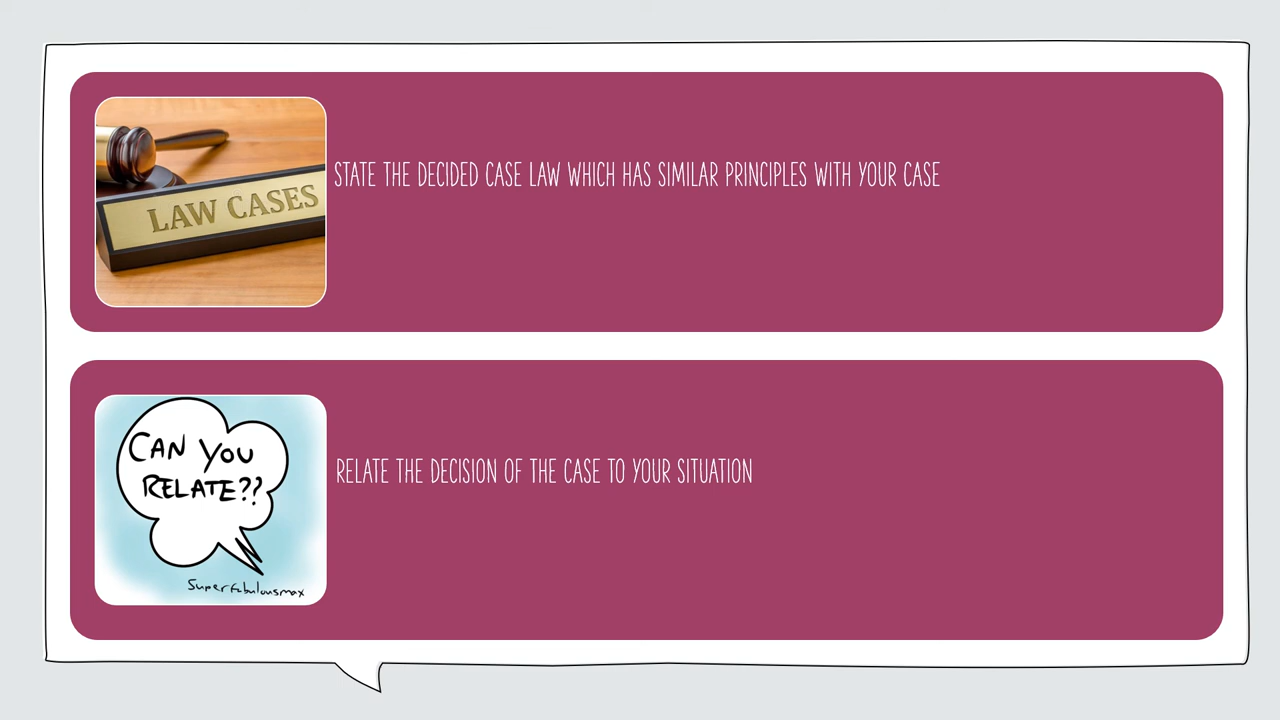 LAW CASES
STATE THE DECIDED CASE LAW WHICH HAS SIMILAR PRINCIPLES WITH YOUR CASE
CAN YOU
RELATE??
Superfabulousmax
RELATE THE DECISION OF THE CASE TO YOUR SITUATION